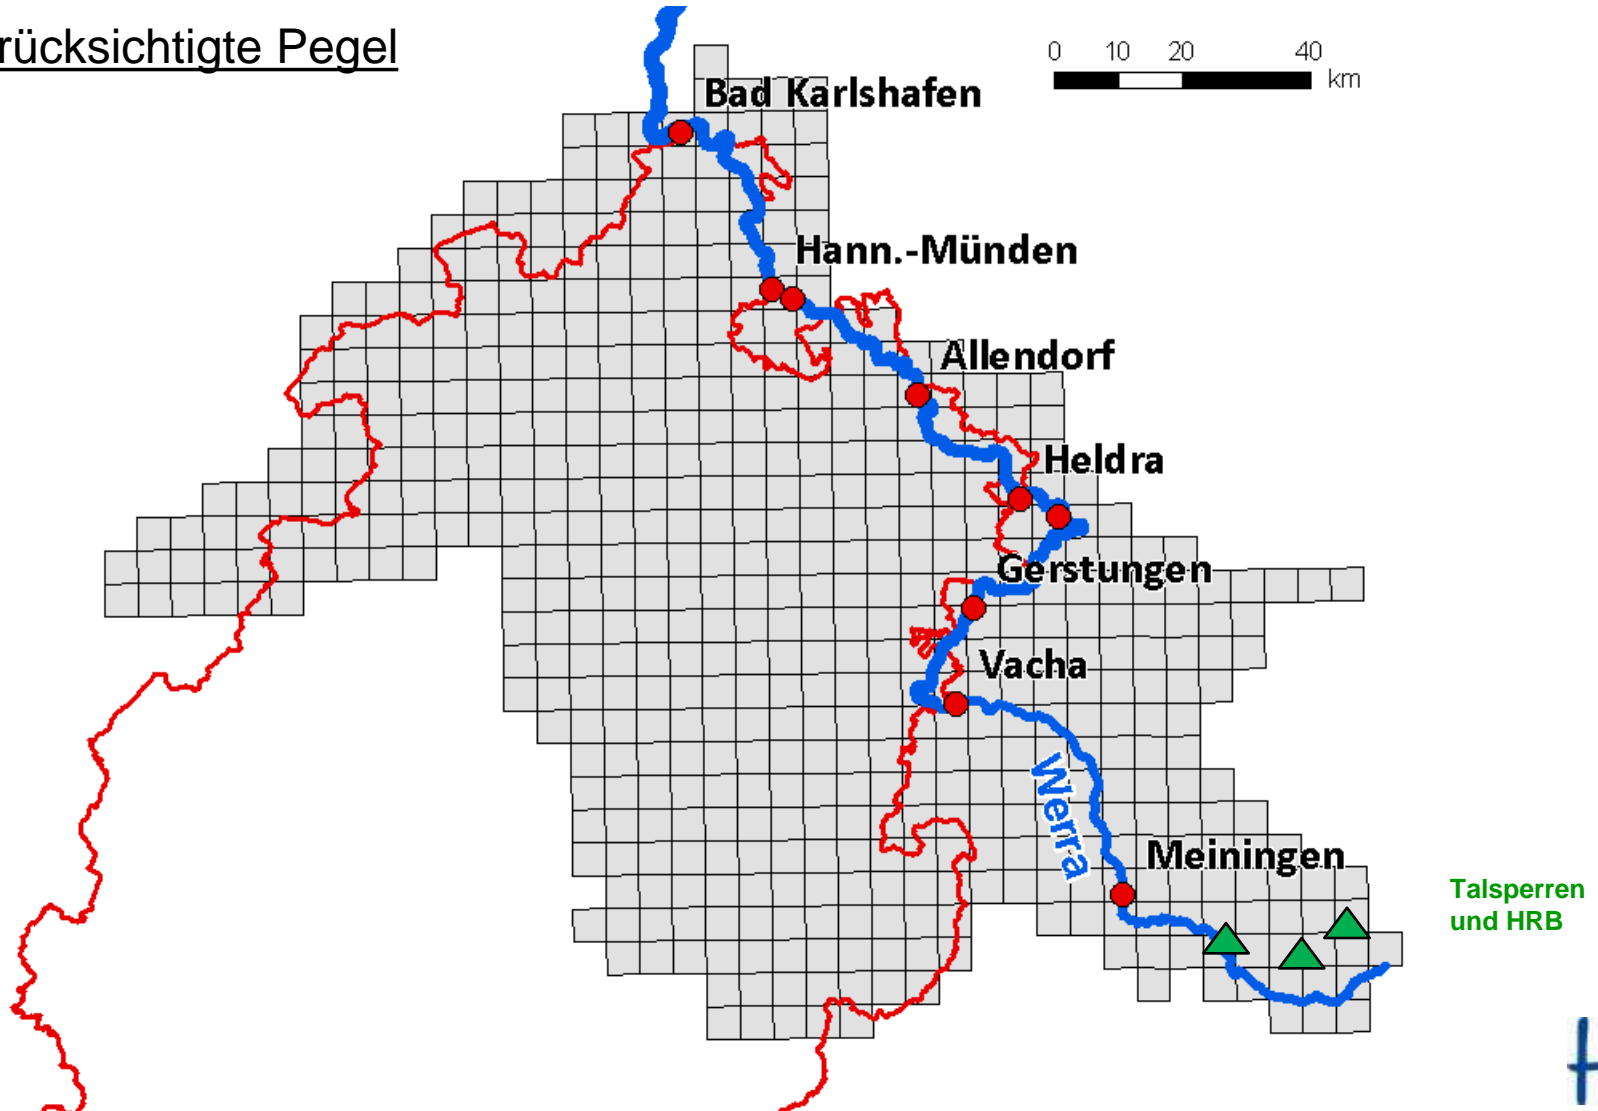 rücksichtigte Pegel
0 10 20 40
km
Bad Karlshafen
Hann.-Münden
Allendorf
Heldra
Gerstungen
Vacha
Werra
Meiningen
Talsperren
und HRB